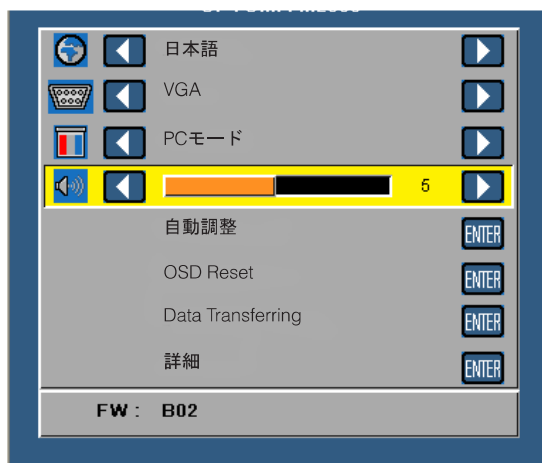 日本語
VGA
PCモード
5
自動調整
ENTER
OSD Reset
ENTER
Data Transferring
ENTER
詳細
ENTER
FW : B02